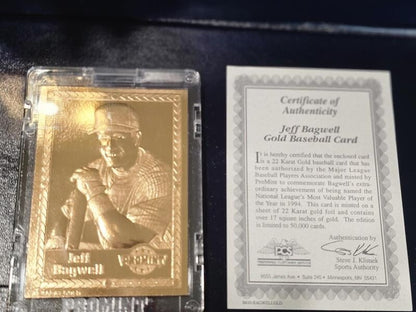 Jeff
Bagwell
PROMINT
Certificate of
Authenticity
Jeff Bagwell
Gold Baseball Card
It is hereby certified that the enclosed card
is a 22 Karat Gold baseball card that has
been authorized by the Major League
Baseball Players Association and minted by
ProMint to commemorate Bagwell's extra-
ordinary achievement of being named the
National League's Most Valuable Player of
the Year in 1994. This card is minted on a
sheet of 22 Karat gold foil and contains
over 17 square inches of gold. The edition
is limited to 50,000 cards.
Authentication by
Steve J. Klimek
Sports Authority
Minneapolis, MN 55431